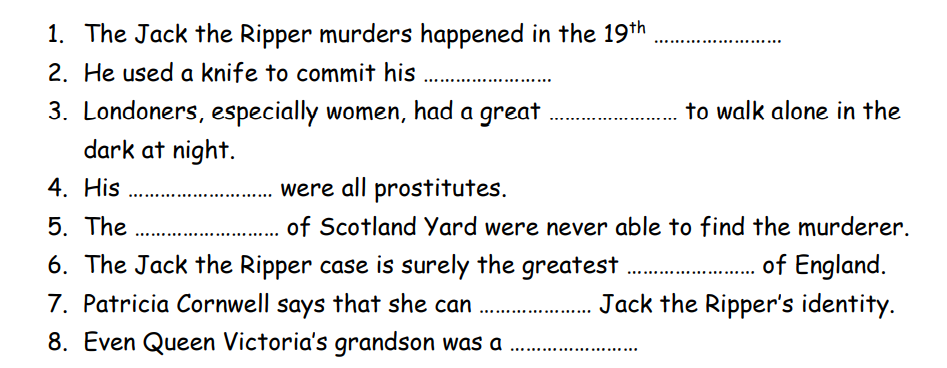 1. The Jack the Ripper murders happened in the 19th ........................
2. He used a knife to commit his ........................
3. Londoners, especially women, had a great ........................ to walk alone in the
dark at night.
4. His ........................... were all prostitutes.
5. The ........................... of Scotland Yard were never able to find the murderer.
6. The Jack the Ripper case is surely the greatest ........................ of England.
7. Patricia Cornwell says that she can ..................... Jack the Ripper's identity.
8. Even Queen Victoria's grandson was a ........................